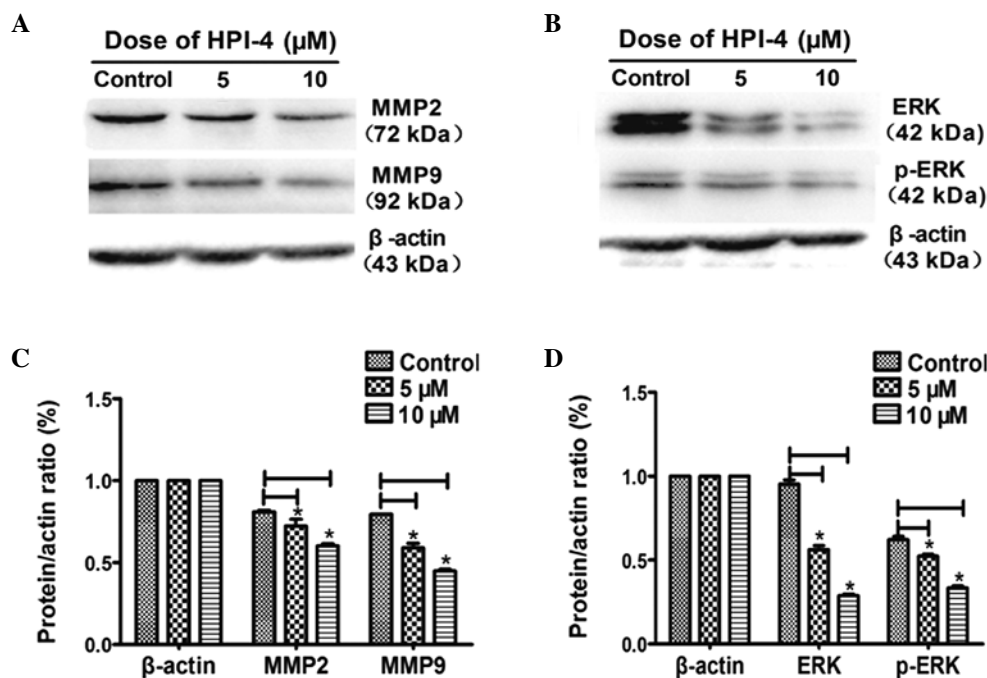 A
Dose of HPI-4 (μM)
Control 5 10
MMP2
(72 kDa)
MMP9
(92 kDa)
β -actin
(43 kDa)
B
Dose of HPI-4 (μM)
Control 5 10
ERK
(42 kDa)
p-ERK
(42 kDa)
β -actin
(43 kDa)
C
Control
5 μM
10 μM
Protein/actin ratio (%)
1.5
1.0
0.5
0.0
* * * *
β-actin MMP2 MMP9
D
Control
5 μM
10 μM
Protein/actin ratio (%)
1.5
1.0
0.5
0.0
* * * *
β-actin ERK p-ERK